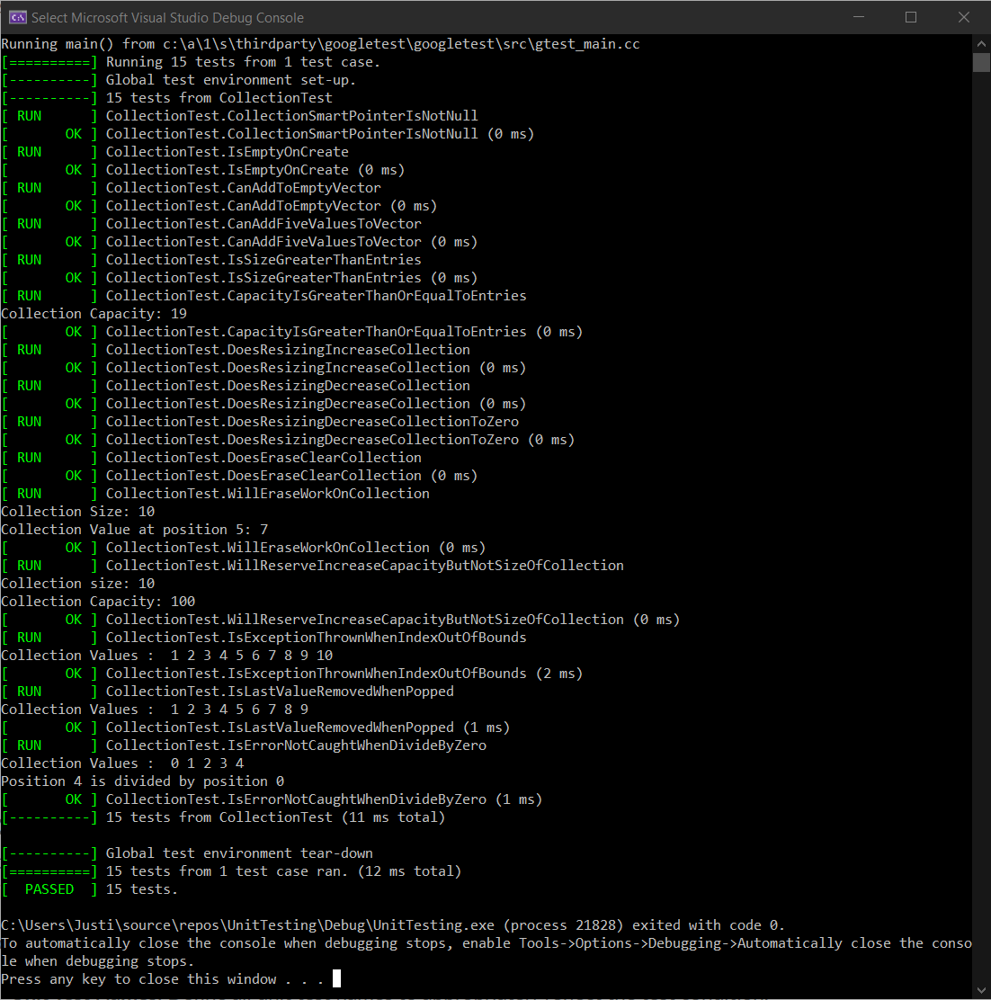 Select Microsoft Visual Studio Debug Console
Running main() from c:\a\1\s\thirdparty\googletest\googletest\src\gtest_main.cc
[==========] Running 15 tests from 1 test case.
[----------] Global test environment set-up.
[----------] 15 tests from CollectionTest
[ RUN      ] CollectionTest.CollectionSmartPointerIsNotNull
[       OK ] CollectionTest.CollectionSmartPointerIsNotNull (0 ms)
[ RUN      ] CollectionTest.IsEmptyOnCreate
[       OK ] CollectionTest.IsEmptyOnCreate (0 ms)
[ RUN      ] CollectionTest.CanAddToEmptyVector
[       OK ] CollectionTest.CanAddToEmptyVector (0 ms)
[ RUN      ] CollectionTest.CanAddFiveValuesToVector
[       OK ] CollectionTest.CanAddFiveValuesToVector (0 ms)
[ RUN      ] CollectionTest.IsSizeGreaterThanEntries
[       OK ] CollectionTest.IsSizeGreaterThanEntries (0 ms)
[ RUN      ] CollectionTest.CapacityIsGreaterThanOrEqualToEntries
Collection Capacity: 19
[       OK ] CollectionTest.CapacityIsGreaterThanOrEqualToEntries (0 ms)
[ RUN      ] CollectionTest.DoesResizingIncreaseCollection
[       OK ] CollectionTest.DoesResizingIncreaseCollection (0 ms)
[ RUN      ] CollectionTest.DoesResizingDecreaseCollection
[       OK ] CollectionTest.DoesResizingDecreaseCollection (0 ms)
[ RUN      ] CollectionTest.DoesResizingDecreaseCollectionToZero
[       OK ] CollectionTest.DoesResizingDecreaseCollectionToZero (0 ms)
[ RUN      ] CollectionTest.DoesEraseClearCollection
[       OK ] CollectionTest.DoesEraseClearCollection (0 ms)
[ RUN      ] CollectionTest.WillEraseWorkOnCollection
Collection Size: 10
Collection Value at position 5: 7
[       OK ] CollectionTest.WillEraseWorkOnCollection (0 ms)
[ RUN      ] CollectionTest.WillReserveIncreaseCapacityButNotSizeOfCollection
Collection size: 10
Collection Capacity: 100
[       OK ] CollectionTest.WillReserveIncreaseCapacityButNotSizeOfCollection (0 ms)
[ RUN      ] CollectionTest.IsExceptionThrownWhenIndexOutOfBounds
Collection Values :  1 2 3 4 5 6 7 8 9 10
[       OK ] CollectionTest.IsExceptionThrownWhenIndexOutOfBounds (2 ms)
[ RUN      ] CollectionTest.IsLastValueRemovedWhenPopped
Collection Values :  1 2 3 4 5 6 7 8 9
[       OK ] CollectionTest.IsLastValueRemovedWhenPopped (1 ms)
[ RUN      ] CollectionTest.IsErrorNotCaughtWhenDivideByZero
Collection Values :  0 1 2 3 4
Position 4 is divided by position 0
[       OK ] CollectionTest.IsErrorNotCaughtWhenDivideByZero (1 ms)
[----------] 15 tests from CollectionTest (11 ms total)
[----------] Global test environment tear-down
[==========] 15 tests from 1 test case ran. (12 ms total)
[  PASSED  ] 15 tests.
C:\Users\Justi\source\repos\UnitTesting\Debug\UnitTesting.exe (process 21828) exited with code 0.
To automatically close the console when debugging stops, enable Tools->Options->Debugging->Automatically close the conso
le when debugging stops.
Press any key to close this window . . .